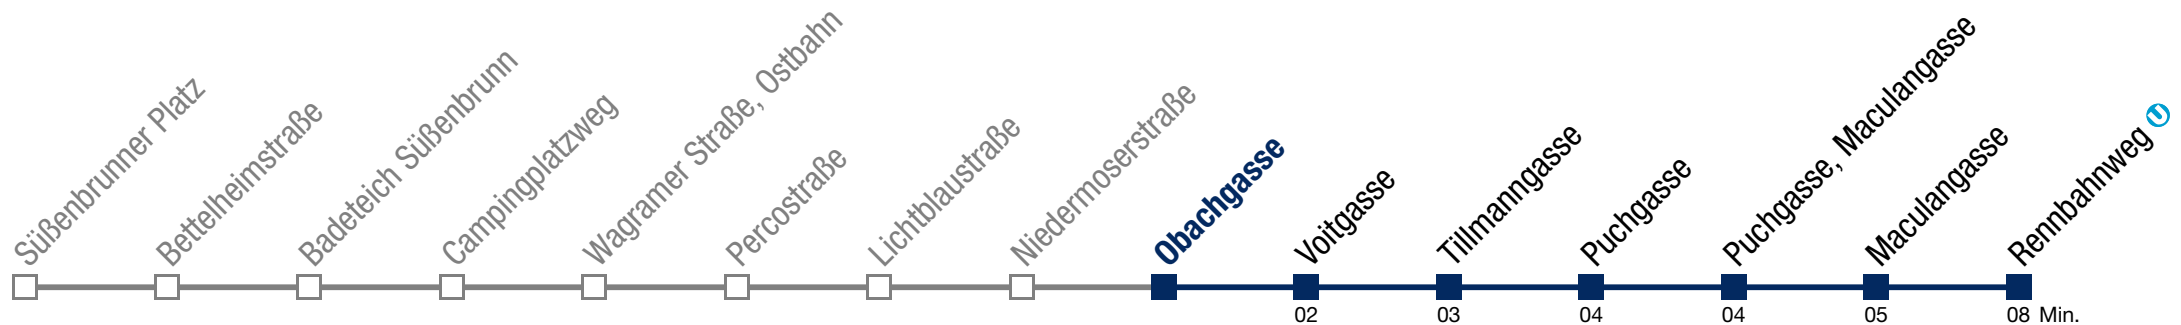 Süßenbrunner Platz
Bettelheimstraße
Badeteich Süßenbrunn
Campingplatzweg
Wagramer Straße, Ostbahn
Percostraße
Lichtblaustraße
Niedermoserstraße
Obachgasse
Voitgasse
Tillmanngasse
Puchgasse
Puchgasse, Maculangasse
Maculangasse
Rennbahnweg U
02 03 04 04 05 08 Min.